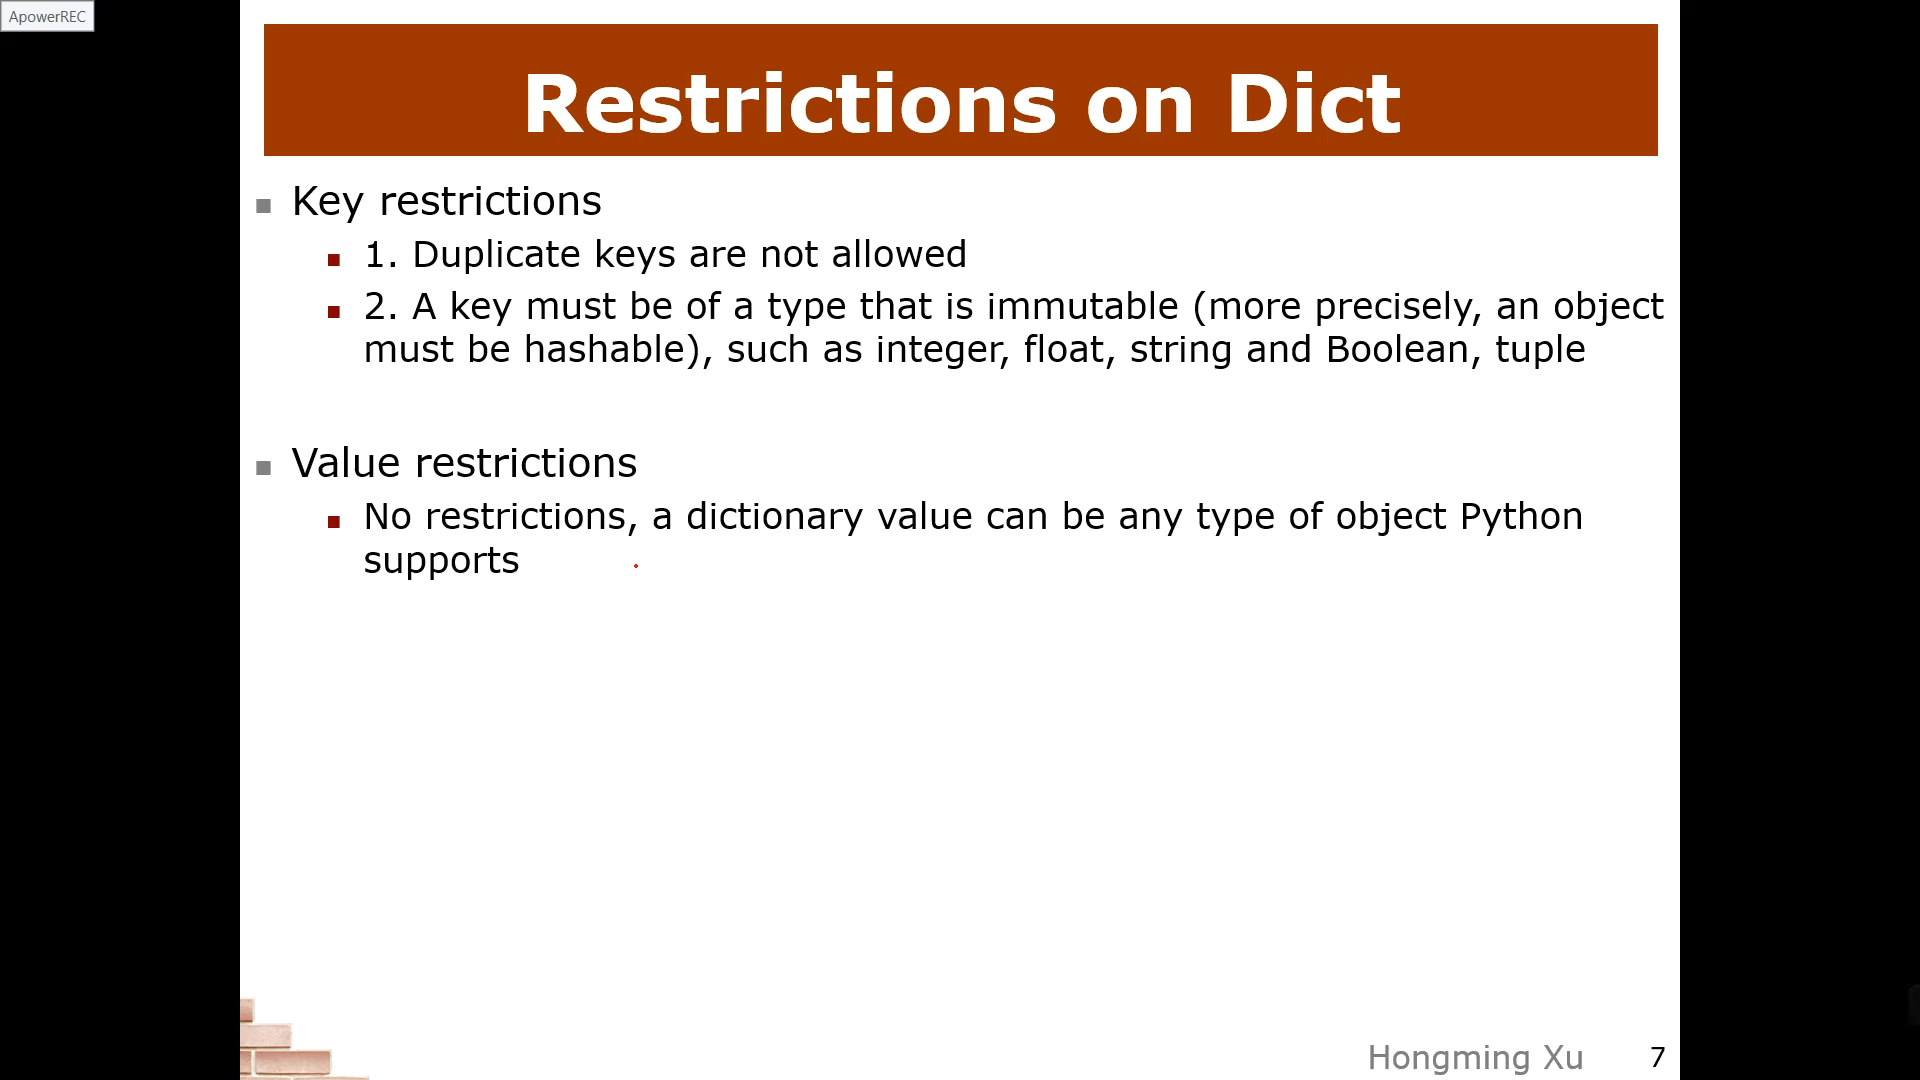 ApowerREC
Restrictions on Dict
Key restrictions
1. Duplicate keys are not allowed
2. A key must be of a type that is immutable (more precisely, an object
must be hashable), such as integer, float, string and Boolean, tuple
Value restrictions
No restrictions, a dictionary value can be any type of object Python
supports
Hongming Xu 7